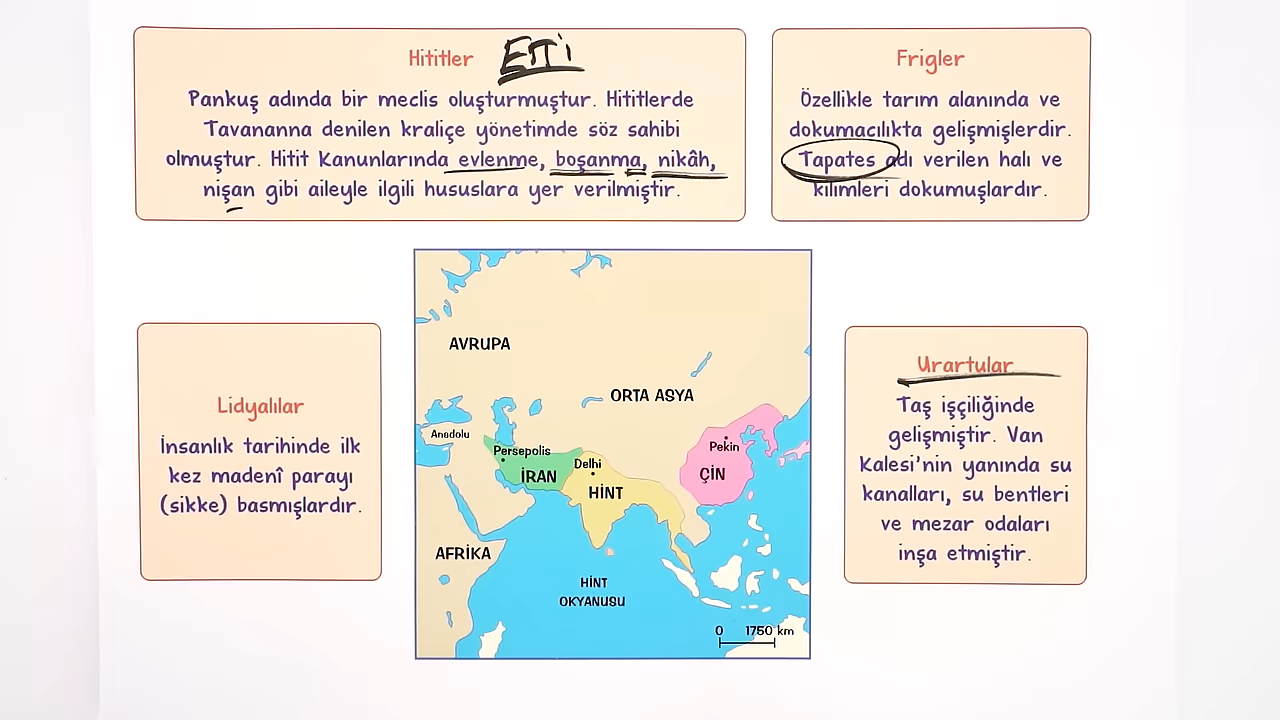 Hititler ETİ
Pankuş adında bir meclis oluşturmuştur. Hititlerde
Tavananna denilen kraliçe yönetimde söz sahibi
olmuştur. Hitit Kanunlarında evlenme, boşanma, nikâh,
nişan gibi aileyle ilgili hususlara yer verilmiştir.
Frigler
Özellikle tarım alanında ve
dokumacılıkta gelişmişlerdir.
Tapates adı verilen halı ve
kilimleri dokumuşlardır.
Lidyalılar
İnsanlık tarihinde ilk
kez madenî parayı
(sikke) basmışlardır.
AVRUPA
ORTA ASYA
Anadolu
Persepolis
İRAN
Delhi
HİNT
Pekin
ÇİN
AFRİKA
HİNT
OKYANUSU
0 1750 km
Urartular
Taş işçiliğinde
gelişmiştir. Van
Kalesi'nin yanında su
kanalları, su bentleri
ve mezar odaları
inşa etmiştir.